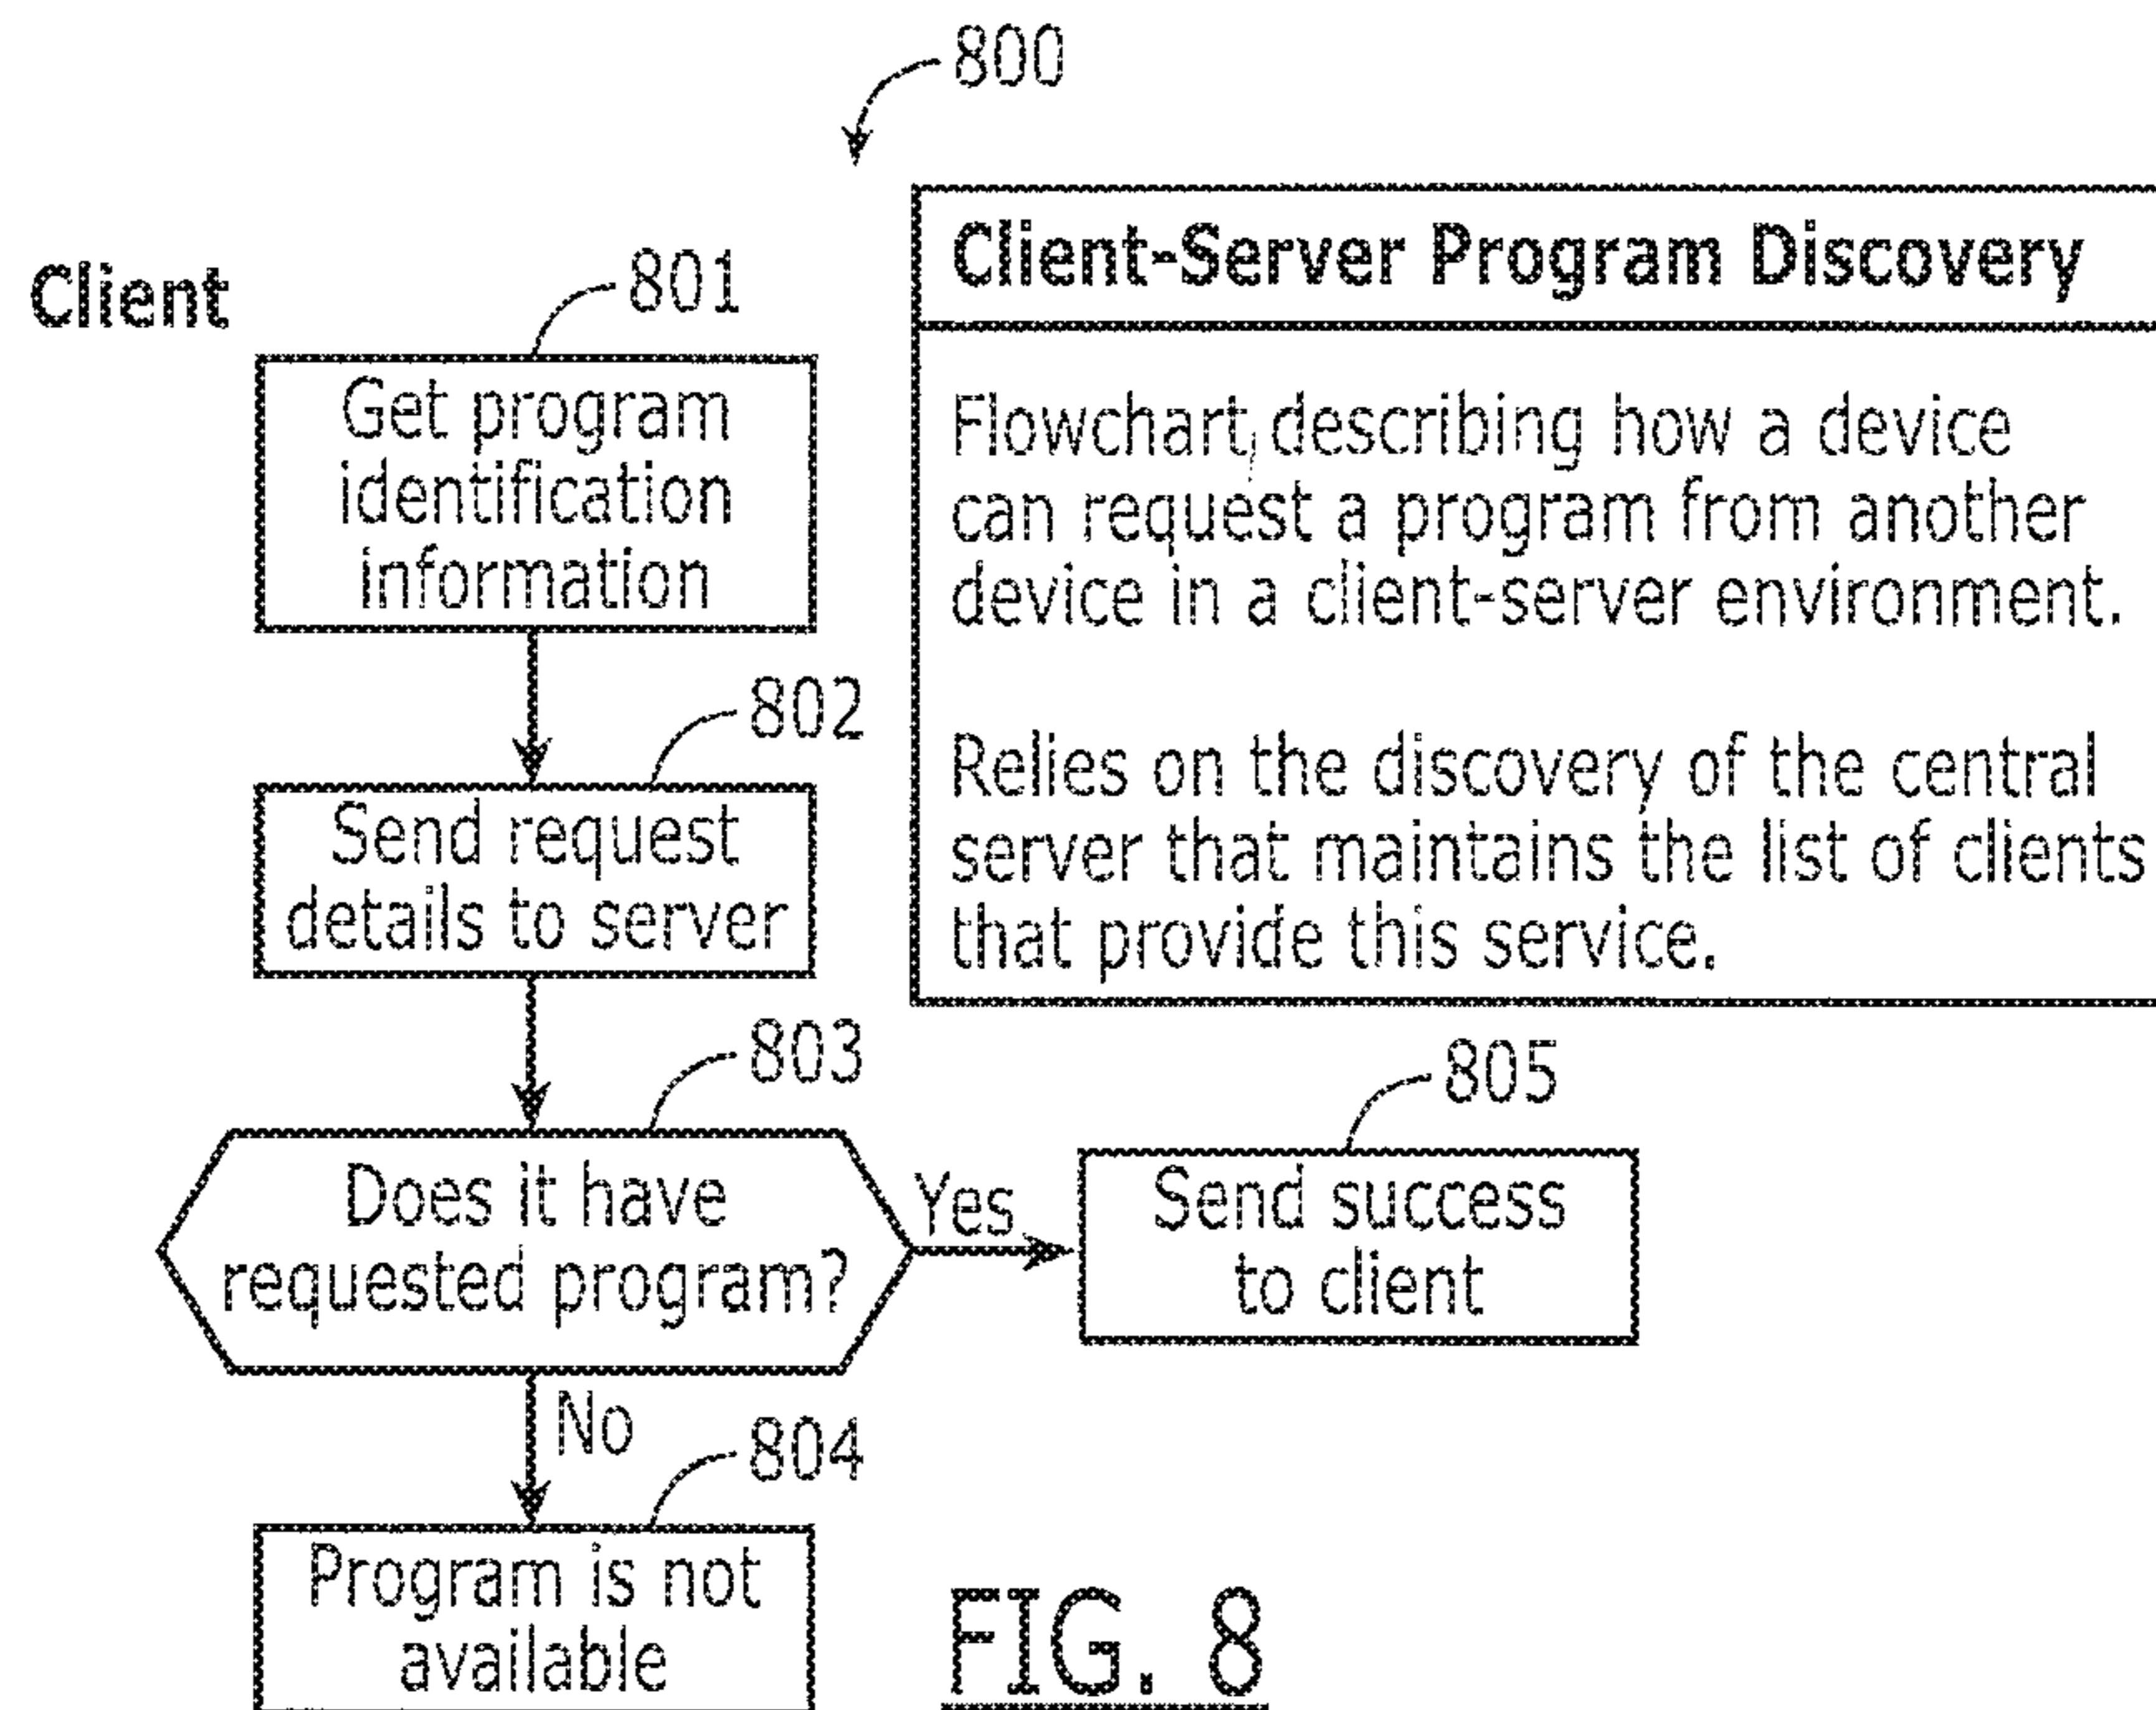 800
Client
801
Get program
identification
information
802
Send request
details to server
803
Does it have
requested program?
Yes
805
Send success
to client
No
804
Program is not
available
Client-Server Program Discovery
Flowchart, describing how a device
can request a program from another
device in a client-server environment.
Relies on the discovery of the central
server that maintains the list of clients
that provide this service.
FIG. 8